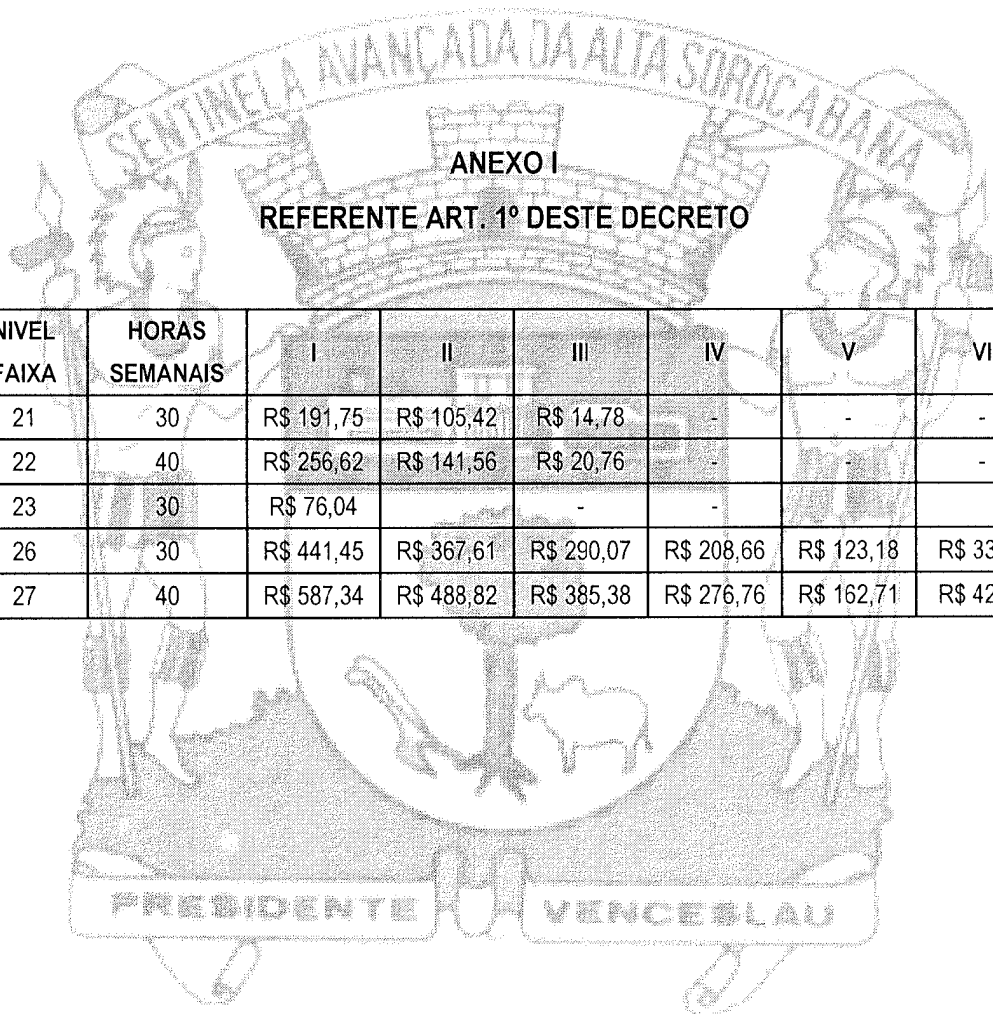 SENTINELA AVANÇADA DA ALTA SOROCABANA
ANEXO I
REFERENTE ART. 1º DESTE DECRETO
NIVEL HORAS I II III IV V VI
FAIXA SEMANAIS
21 30 R$ 191,75 R$ 105,42 R$ 14,78 - - -
22 40 R$ 256,62 R$ 141,56 R$ 20,76 - - -
23 30 R$ 76,04 - -
26 30 R$ 441,45 R$ 367,61 R$ 290,07 R$ 208,66 R$ 123,18 R$ 33
27 40 R$ 587,34 R$ 488,82 R$ 385,38 R$ 276,76 R$ 162,71 R$ 42
PRESIDENTE VENCESLAU